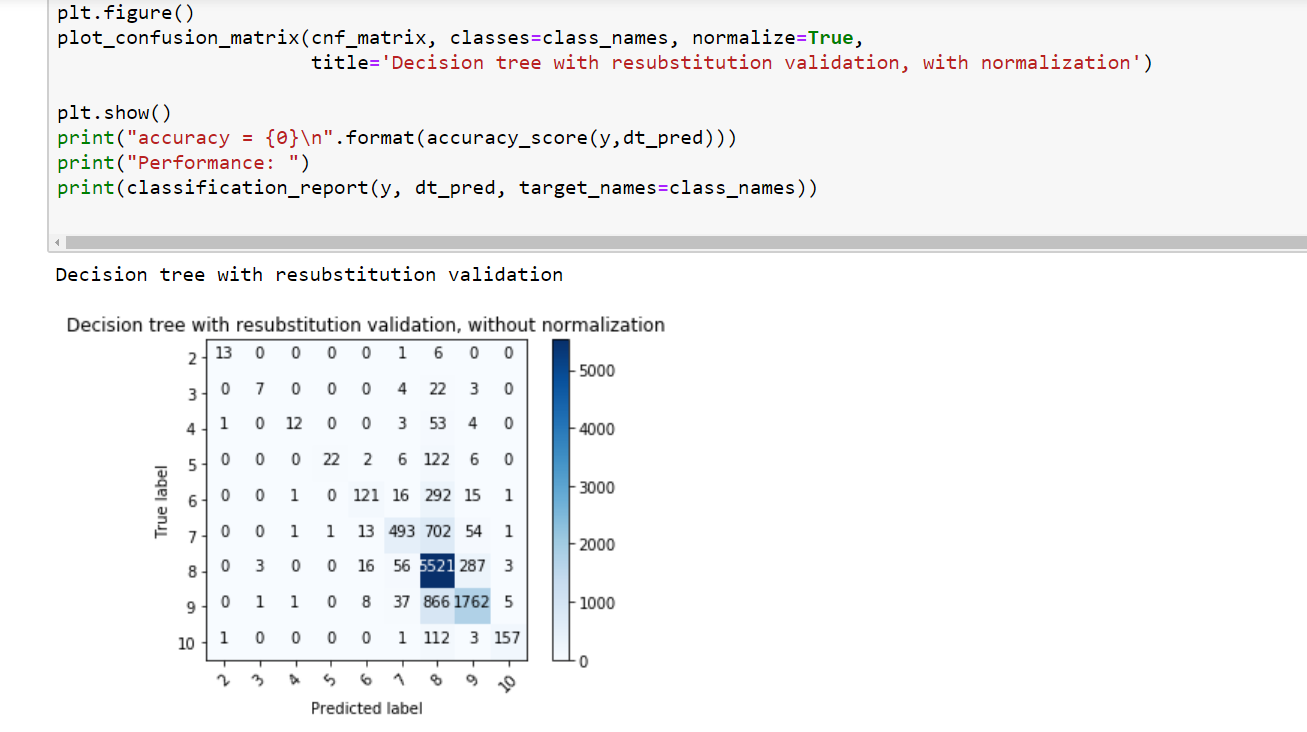 plt.figure()
plot_confusion_matrix(cnf_matrix, classes=class_names, normalize=True,
title='Decision tree with resubstitution validation, with normalization')
plt.show()
print("accuracy = {0}\n".format(accuracy_score(y,dt_pred)))
print("Performance: ")
print(classification_report(y, dt_pred, target_names=class_names))
Decision tree with resubstitution validation
Decision tree with resubstitution validation, without normalization
2 13 0 0 0 0 1 6 0 0
3 0 7 0 0 0 4 22 3 0
4 1 0 12 0 0 3 53 4 0
5 0 0 0 22 2 6 122 6 0
6 0 0 1 0 121 16 292 15 1
7 0 0 1 1 13 493 702 54 1
8 0 3 0 0 16 56 5521 287 3
9 0 1 1 0 8 37 866 1762 5
10 1 0 0 0 0 1 112 3 157
2 3 4 5 6 7 8 9 10
Predicted label
True label
5000
4000
3000
2000
1000
0